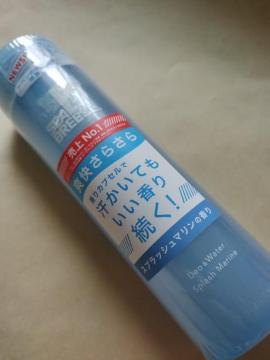 NEWS!
SEA BREEZE
売上No.1
爽快さらさら
香りカプセルで
汗かいても
いい香り
続く!
スプラッシュマリンの香り
Deo&Water
Splash Marine